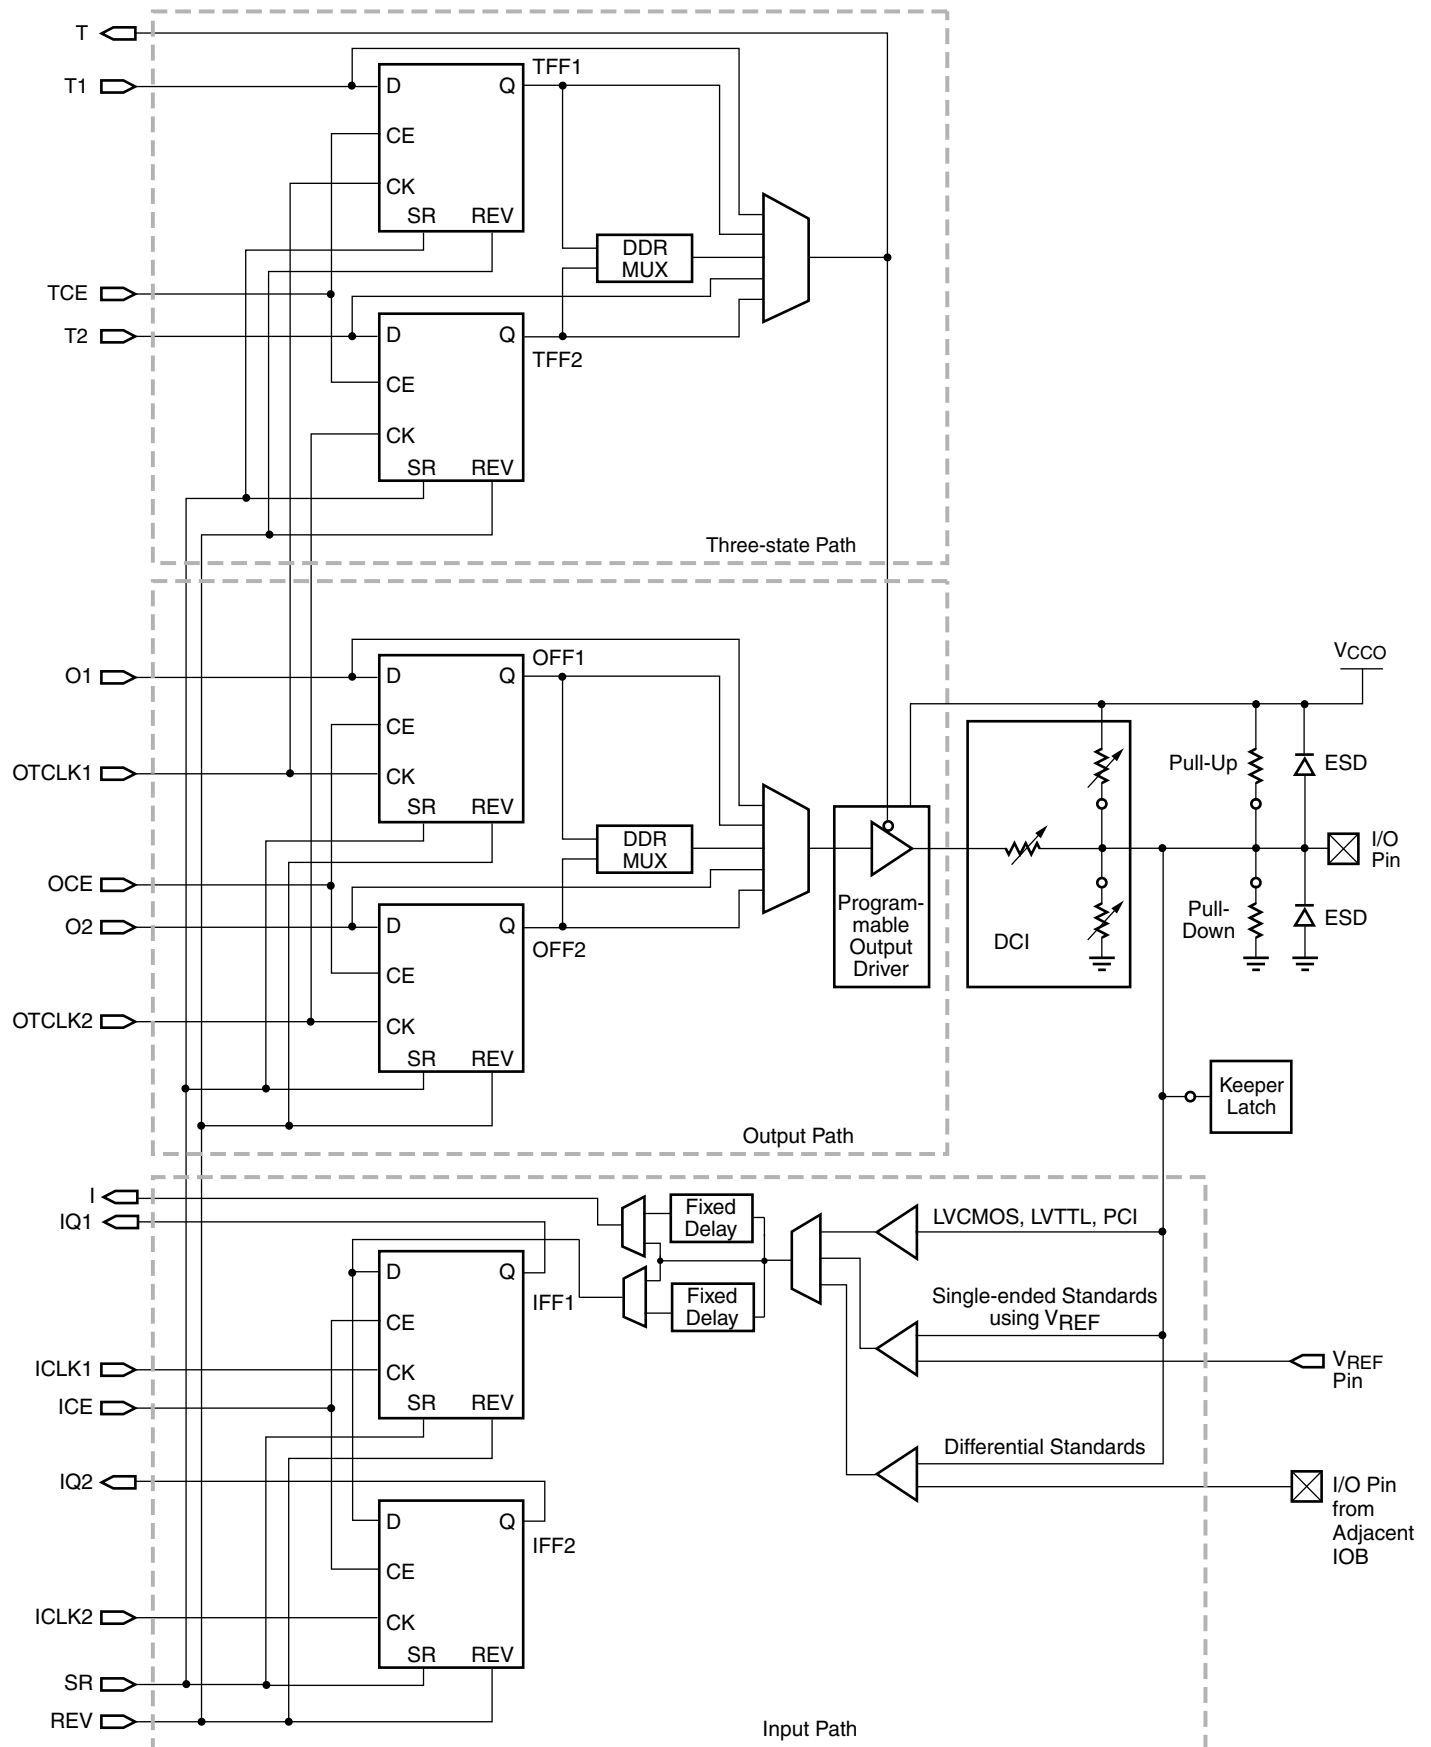 T
T1
TFF1
D
Q
CE
CK
SR
REV
DDR
MUX
TCE
T2
D
Q
TFF2
CE
CK
SR
REV
Three-state Path
O1
OFF1
D
Q
CE
OTCLK1
CK
SR
REV
DDR
MUX
OCE
O2
D
Q
OFF2
CE
OTCLK2
CK
SR
REV
Output Path
Program-
mable
Output
Driver
DCI
VCCO
Pull-Up
ESD
I/O
Pin
Pull-
Down
ESD
Keeper
Latch
I
IQ1
Fixed
Delay
LVCMOS, LVTTL, PCI
D
Q
IFF1
Fixed
Delay
Single-ended Standards
using VREF
CE
ICLK1
CK
VREF
Pin
ICE
SR
REV
Differential Standards
IQ2
I/O Pin
from
Adjacent
IOB
D
Q
IFF2
CE
ICLK2
CK
SR
REV
SR
REV
Input Path